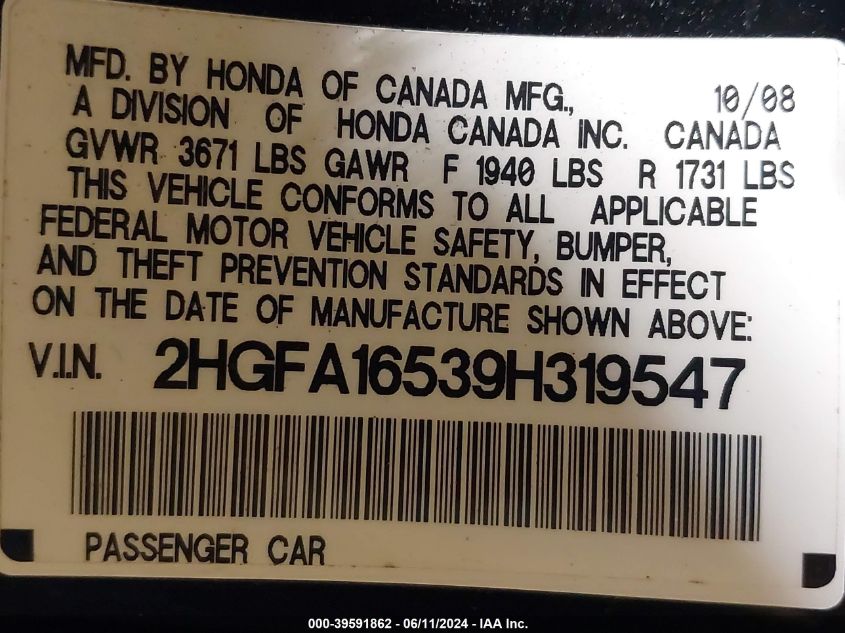 MFD. BY HONDA OF CANADA MFG., 10/08
A DIVISION OF HONDA CANADA INC. CANADA
GVWR 3671 LBS GAWR F 1940 LBS R 1731 LBS
THIS VEHICLE CONFORMS TO ALL APPLICABLE
FEDERAL MOTOR VEHICLE SAFETY, BUMPER,
AND THEFT PREVENTION STANDARDS IN EFFECT
ON THE DATE OF MANUFACTURE SHOWN ABOVE:
V.I.N. 2HGFA16539H319547
PASSENGER CAR
000-39591862 - 06/11/2024 - IAA Inc.